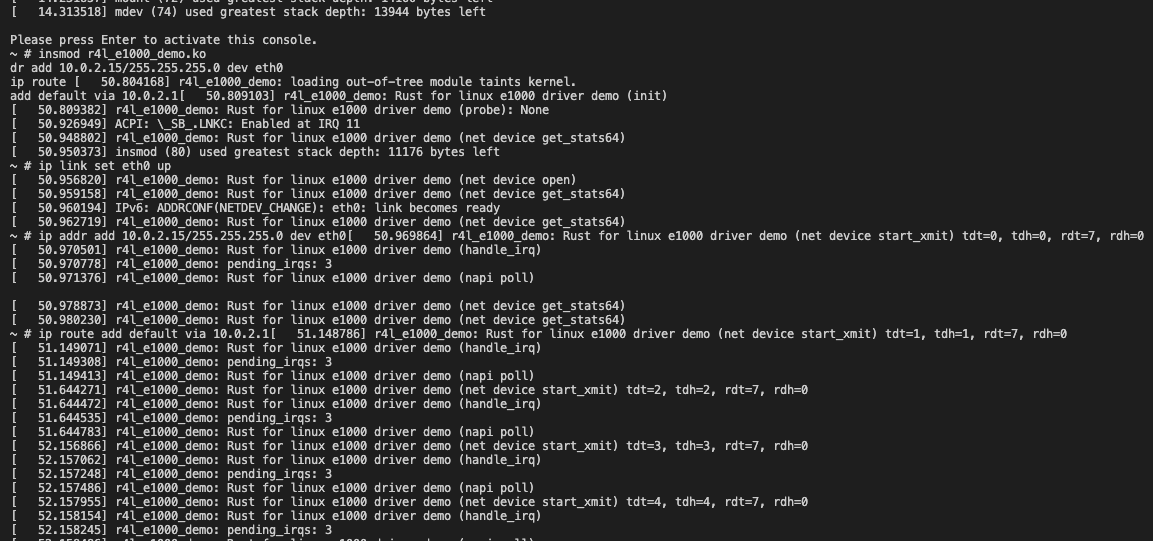 [   14.313518] mdev (74) used greatest stack depth: 13944 bytes left
Please press Enter to activate this console.
~ # insmod r4l_e1000_demo.ko
dr add 10.0.2.15/255.255.255.0 dev eth0
ip route [   50.804168] r4l_e1000_demo: loading out-of-tree module taints kernel.
add default via 10.0.2.1[   50.809103] r4l_e1000_demo: Rust for linux e1000 driver demo (init)
[   50.809382] r4l_e1000_demo: Rust for linux e1000 driver demo (probe): None
[   50.926949] ACPI: \_SB_.LNKC: Enabled at IRQ 11
[   50.948802] r4l_e1000_demo: Rust for linux e1000 driver demo (net device get_stats64)
[   50.950373] insmod (80) used greatest stack depth: 11176 bytes left
~ # ip link set eth0 up
[   50.956820] r4l_e1000_demo: Rust for linux e1000 driver demo (net device open)
[   50.959158] r4l_e1000_demo: Rust for linux e1000 driver demo (net device get_stats64)
[   50.960194] IPv6: ADDRCONF(NETDEV_CHANGE): eth0: link becomes ready
[   50.962719] r4l_e1000_demo: Rust for linux e1000 driver demo (net device get_stats64)
~ # ip addr add 10.0.2.15/255.255.255.0 dev eth0[   50.969864] r4l_e1000_demo: Rust for linux e1000 driver demo (net device start_xmit) tdt=0, tdh=0, rdt=7, rdh=0
[   50.970501] r4l_e1000_demo: Rust for linux e1000 driver demo (handle_irq)
[   50.970778] r4l_e1000_demo: pending_irqs: 3
[   50.971376] r4l_e1000_demo: Rust for linux e1000 driver demo (napi poll)
[   50.978873] r4l_e1000_demo: Rust for linux e1000 driver demo (net device get_stats64)
[   50.980230] r4l_e1000_demo: Rust for linux e1000 driver demo (net device get_stats64)
~ # ip route add default via 10.0.2.1[   51.148786] r4l_e1000_demo: Rust for linux e1000 driver demo (net device start_xmit) tdt=1, tdh=1, rdt=7, rdh=0
[   51.149071] r4l_e1000_demo: Rust for linux e1000 driver demo (handle_irq)
[   51.149308] r4l_e1000_demo: pending_irqs: 3
[   51.149413] r4l_e1000_demo: Rust for linux e1000 driver demo (napi poll)
[   51.644271] r4l_e1000_demo: Rust for linux e1000 driver demo (net device start_xmit) tdt=2, tdh=2, rdt=7, rdh=0
[   51.644472] r4l_e1000_demo: Rust for linux e1000 driver demo (handle_irq)
[   51.644535] r4l_e1000_demo: pending_irqs: 3
[   51.644783] r4l_e1000_demo: Rust for linux e1000 driver demo (napi poll)
[   52.156866] r4l_e1000_demo: Rust for linux e1000 driver demo (net device start_xmit) tdt=3, tdh=3, rdt=7, rdh=0
[   52.157062] r4l_e1000_demo: Rust for linux e1000 driver demo (handle_irq)
[   52.157248] r4l_e1000_demo: pending_irqs: 3
[   52.157486] r4l_e1000_demo: Rust for linux e1000 driver demo (napi poll)
[   52.157955] r4l_e1000_demo: Rust for linux e1000 driver demo (net device start_xmit) tdt=4, tdh=4, rdt=7, rdh=0
[   52.158154] r4l_e1000_demo: Rust for linux e1000 driver demo (handle_irq)
[   52.158245] r4l_e1000_demo: pending_irqs: 3